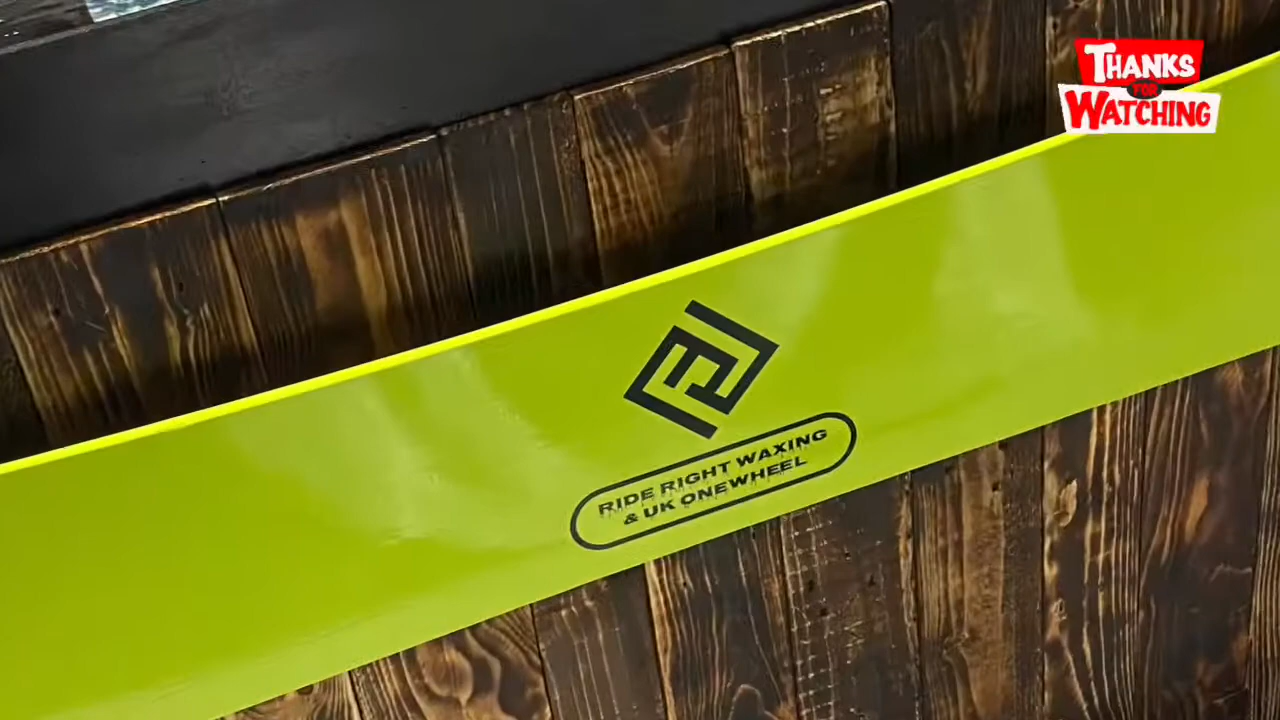 THANKS
FOR
WATCHING
RIDE RIGHT WAXING
& UK ONEWHEEL